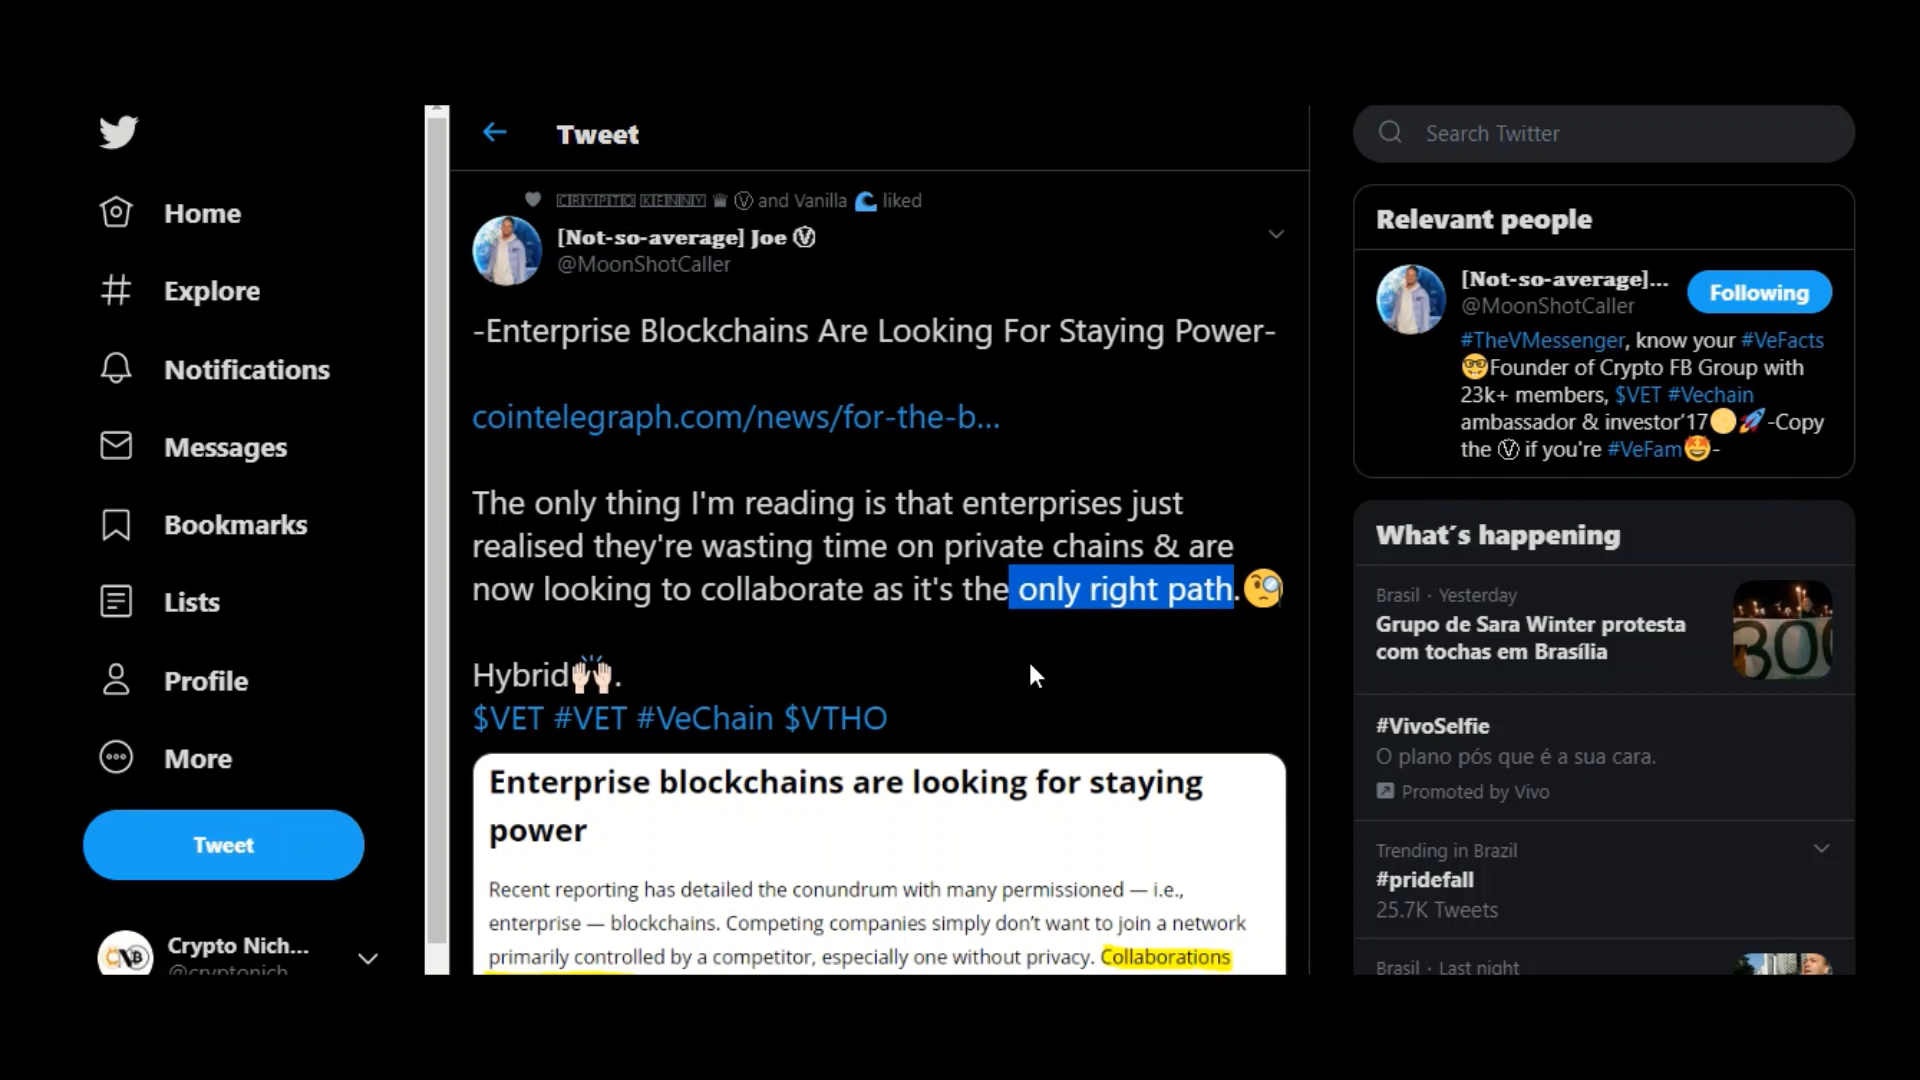 Home
Explore
Notifications
Messages
Bookmarks
Lists
Profile
More
Tweet
Crypto Nich...
@cryptonich
Tweet
CRYPTO KENNY ♛ Ⓥ and Vanilla 🌊 liked
[Not-so-average] Joe Ⓥ
@MoonShotCaller
-Enterprise Blockchains Are Looking For Staying Power-
cointelegraph.com/news/for-the-b...
The only thing I'm reading is that enterprises just
realised they're wasting time on private chains & are
now looking to collaborate as it's the only right path.🧐
Hybrid🙌🏻.
$VET #VET #VeChain $VTHO
Enterprise blockchains are looking for staying
power
Recent reporting has detailed the conundrum with many permissioned — i.e.,
enterprise — blockchains. Competing companies simply don't want to join a network
primarily controlled by a competitor, especially one without privacy. Collaborations
Search Twitter
Relevant people
[Not-so-average]...
@MoonShotCaller
Following
#TheVMessenger, know your #VeFacts
🤓Founder of Crypto FB Group with
23k+ members, $VET #Vechain
ambassador & investor'17🌕🚀-Copy
the Ⓥ if you're #VeFam🤩-
What´s happening
Brasil · Yesterday
Grupo de Sara Winter protesta
com tochas em Brasília
300
#VivoSelfie
O plano pós que é a sua cara.
Promoted by Vivo
Trending in Brazil
#pridefall
25.7K Tweets
Brasil · Last night